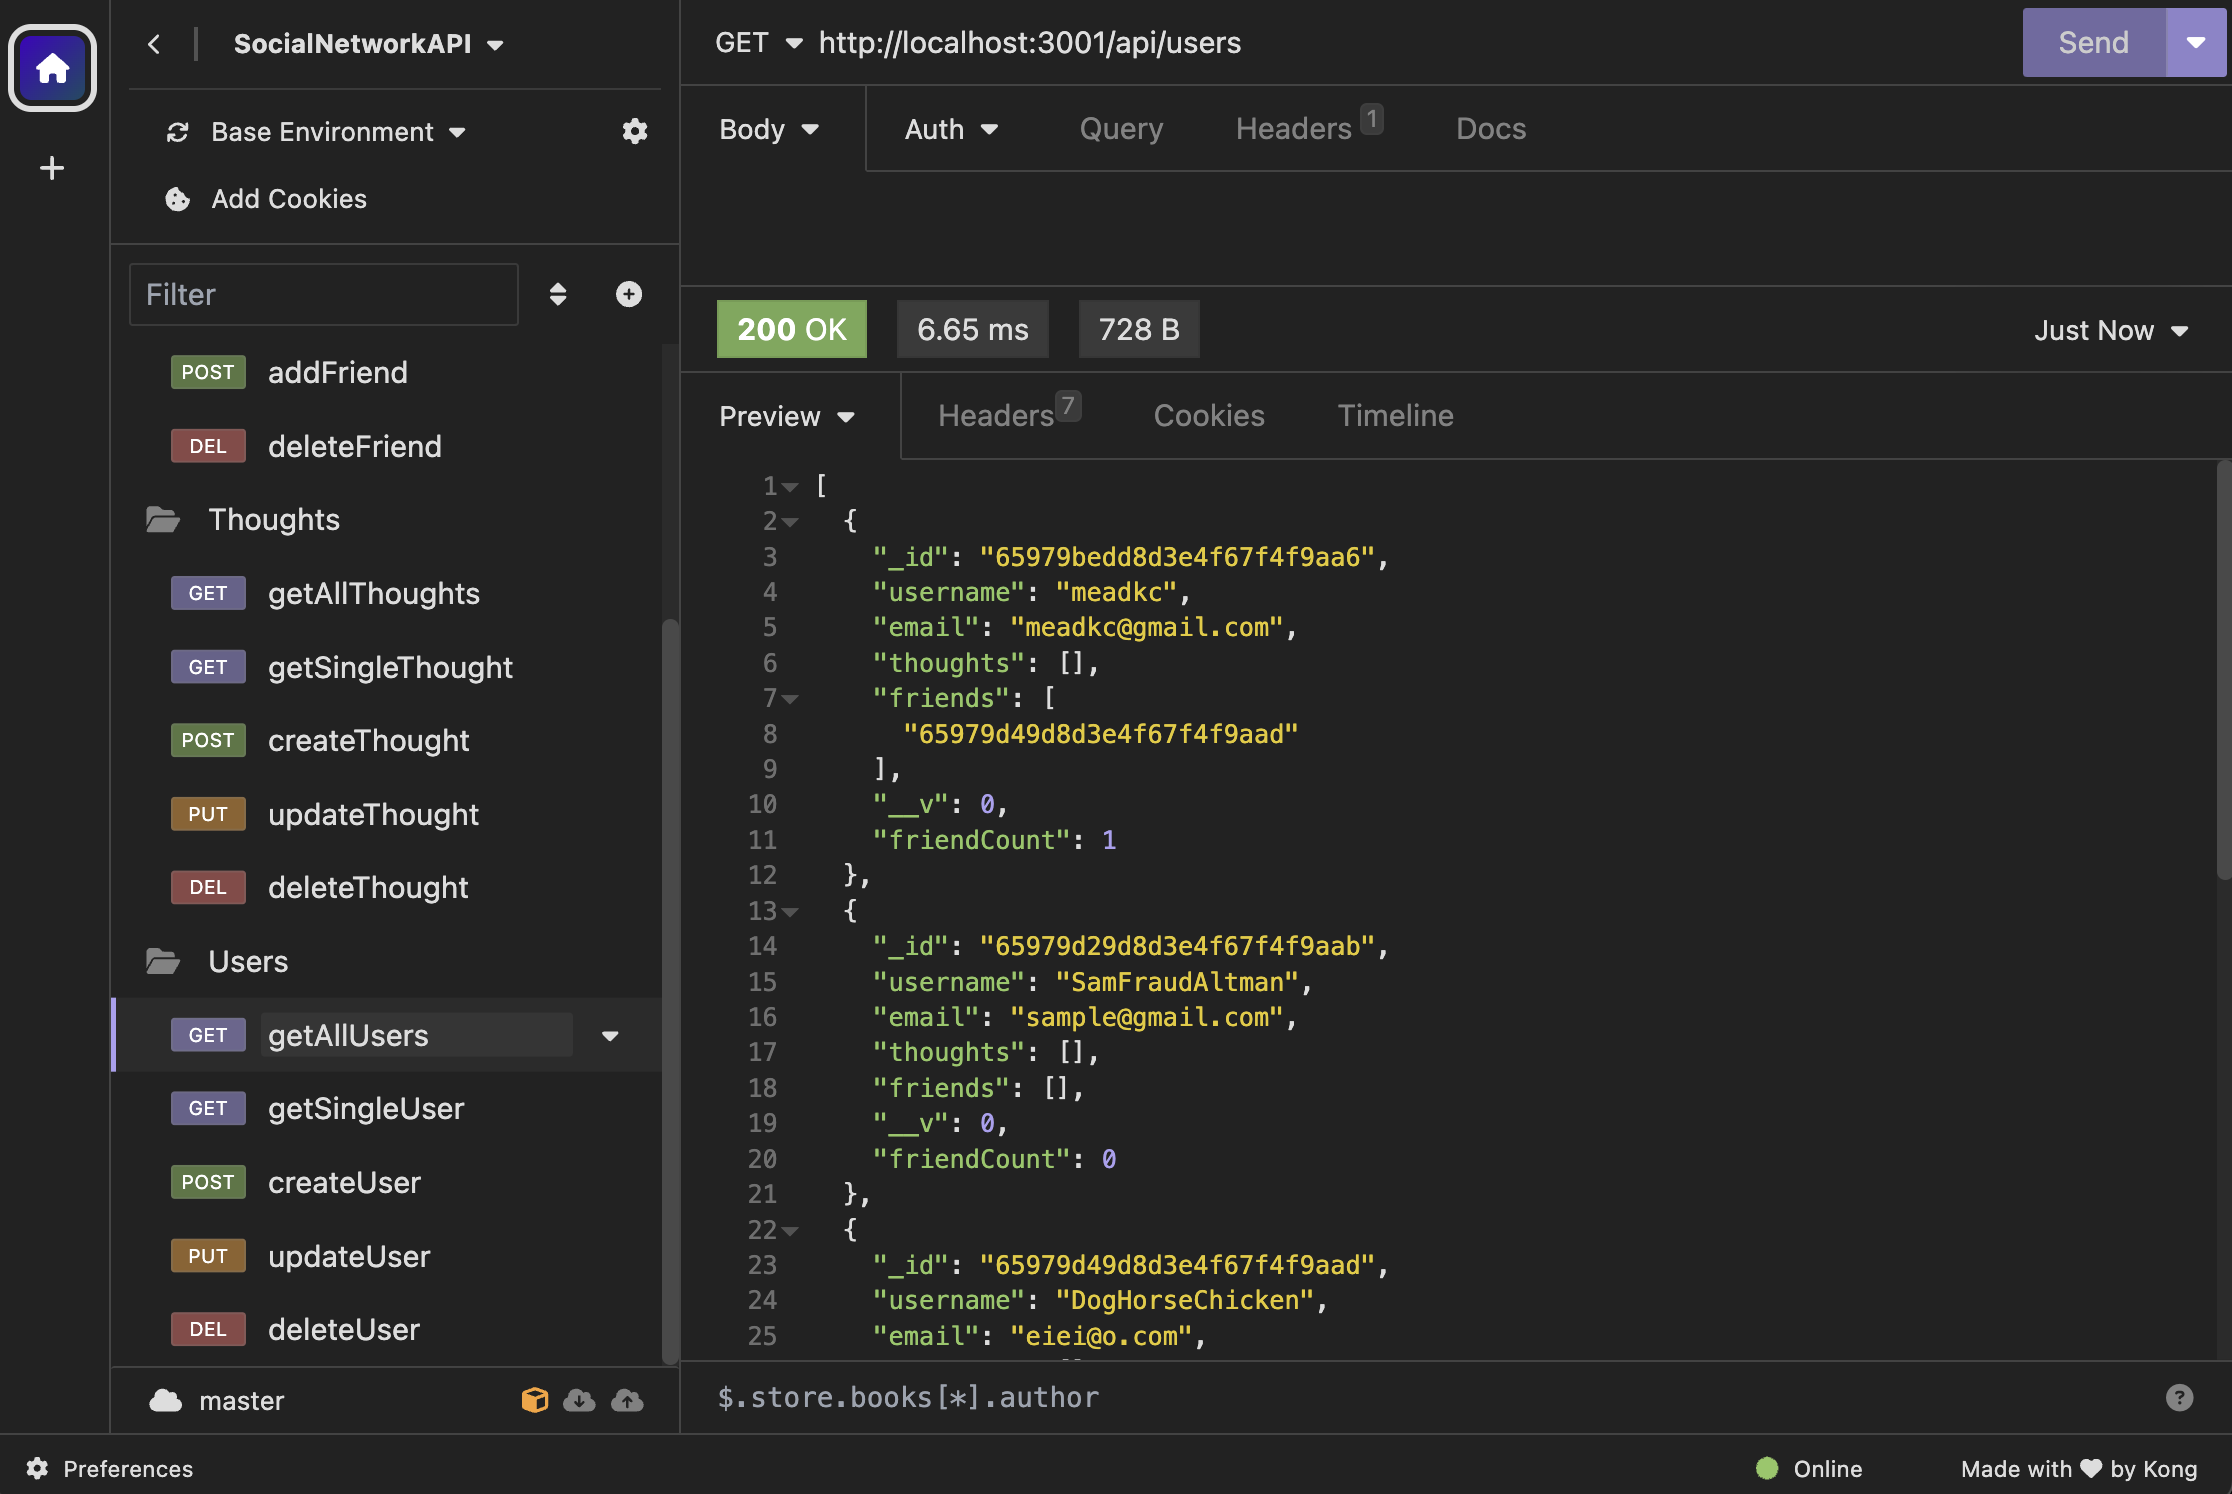 SocialNetworkAPI
Base Environment
Add Cookies
Filter
POST addFriend
DEL deleteFriend
Thoughts
GET getAllThoughts
GET getSingleThought
POST createThought
PUT updateThought
DEL deleteThought
Users
GET getAllUsers
GET getSingleUser
POST createUser
PUT updateUser
DEL deleteUser
master
GET http://localhost:3001/api/users
Send
Body Auth Query Headers 1 Docs
200 OK 6.65 ms 728 B Just Now
Preview Headers 7 Cookies Timeline
1 [
2 {
3 "_id": "65979bedd8d3e4f67f4f9aa6",
4 "username": "meadkc",
5 "email": "meadkc@gmail.com",
6 "thoughts": [],
7 "friends": [
8 "65979d49d8d3e4f67f4f9aad"
9 ],
10 "__v": 0,
11 "friendCount": 1
12 },
13 {
14 "_id": "65979d29d8d3e4f67f4f9aab",
15 "username": "SamFraudAltman",
16 "email": "sample@gmail.com",
17 "thoughts": [],
18 "friends": [],
19 "__v": 0,
20 "friendCount": 0
21 },
22 {
23 "_id": "65979d49d8d3e4f67f4f9aad",
24 "username": "DogHorseChicken",
25 "email": "eiei@o.com",
$.store.books[*].author
Preferences
Online
Made with ♥ by Kong